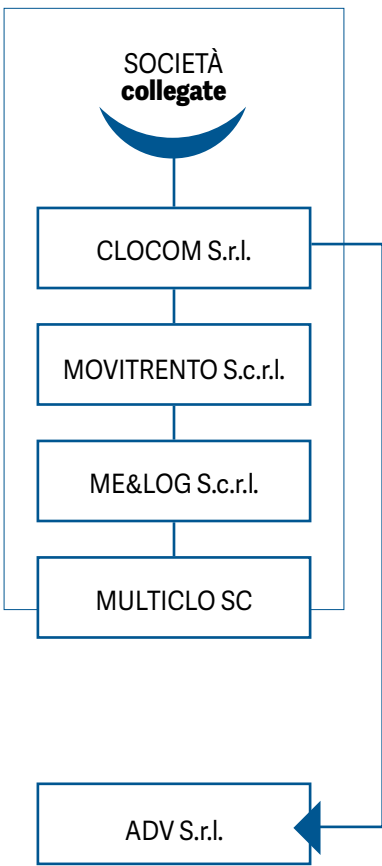 SOCIETÀ
collegate
CLOCOM S.r.l.
MOVITRENTO S.c.r.l.
ME&LOG S.c.r.l.
MULTICLO SC
ADV S.r.l.